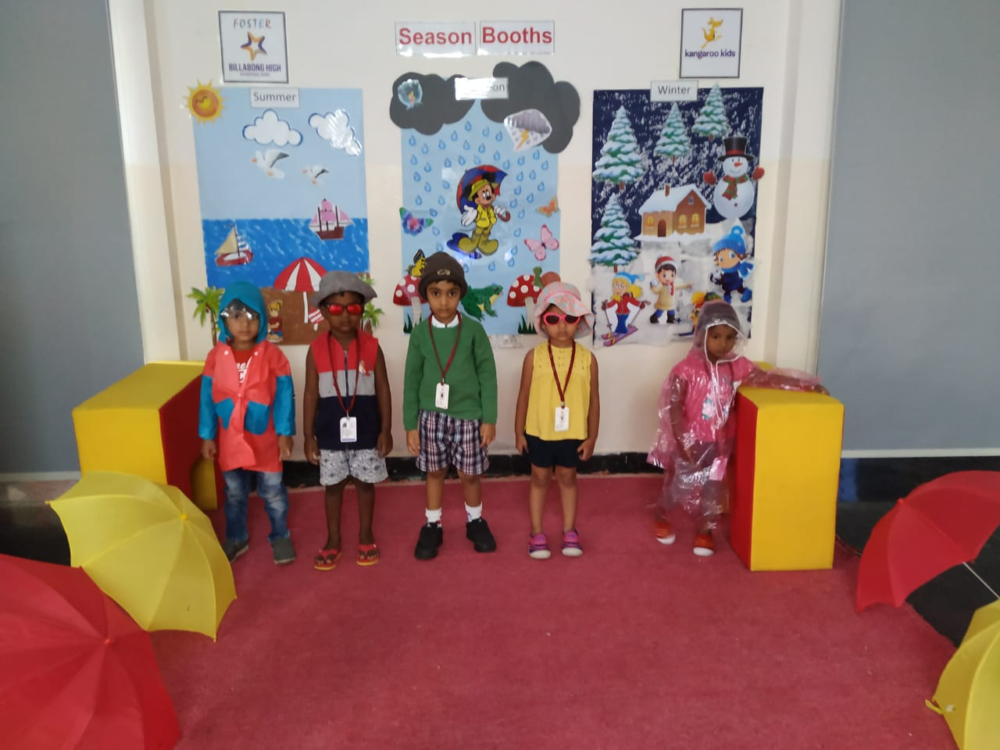 FOSTER
BILLABONG HIGH
Season Booths
kangaroo kids
Summer
Winter